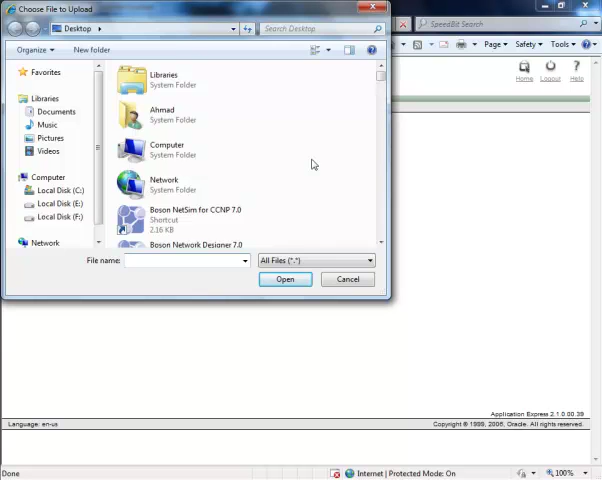 Choose File to Upload
Desktop
Search Desktop
SpeedBit Search
Organize
New folder
Page
Safety
Tools
Home
Logout
Help
Favorites
Libraries
Documents
Music
Pictures
Videos
Computer
Local Disk (C:)
Local Disk (E:)
Local Disk (F:)
Network
Libraries
System Folder
Ahmad
System Folder
Computer
System Folder
Network
System Folder
Boson NetSim for CCNP 7.0
Shortcut
2.16 KB
Boson Network Designer 7.0
File name:
All Files (*.*)
Open
Cancel
Application Express 2.1.0.00.39
Language: en-us
Copyright © 1999, 2006, Oracle. All rights reserved.
Done
Internet | Protected Mode: On
100%